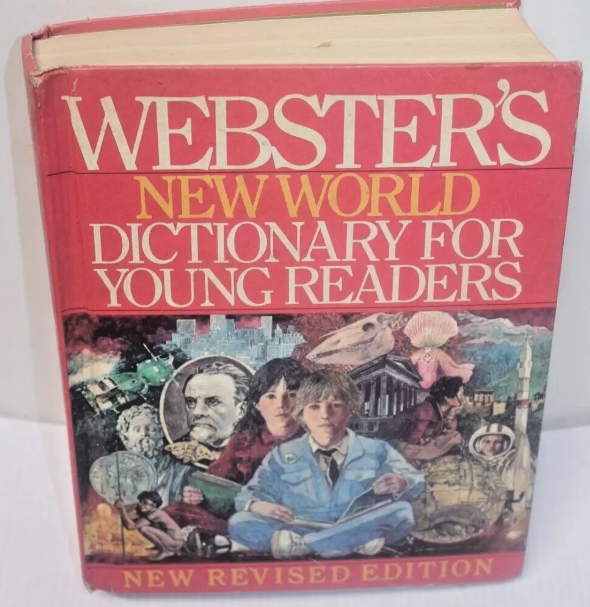 WEBSTER'S
NEW WORLD
DICTIONARY FOR
YOUNG READERS
NEW REVISED EDITION